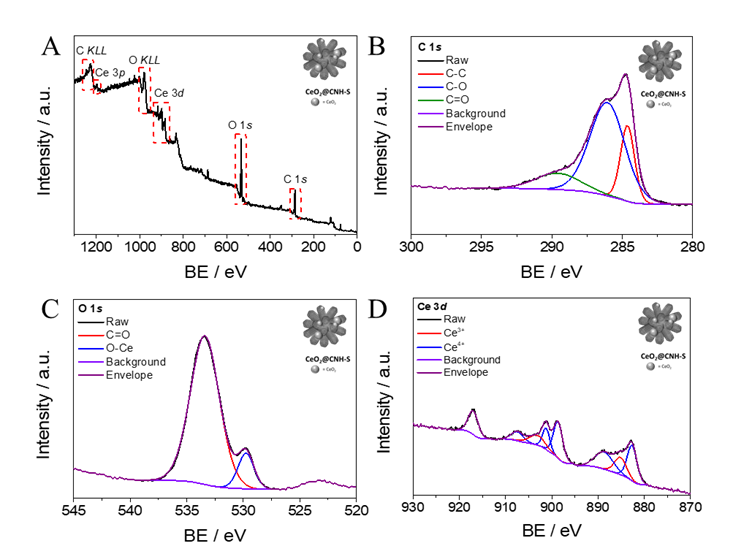 A
C KLL
Ce 3p
O KLL
Ce 3d
O 1s
C 1s
CeO2@CNH-S
= CeO2
Intensity / a.u.
1200 1000 800 600 400 200 0
BE / eV
B
C 1s
Raw
C-C
C-O
C=O
Background
Envelope
CeO2@CNH-S
= CeO2
Intensity / a.u.
300 295 290 285 280
BE / eV
C
O 1s
Raw
C=O
O-Ce
Background
Envelope
CeO2@CNH-S
= CeO2
Intensity / a.u.
545 540 535 530 525 520
BE / eV
D
Ce 3d
Raw
Ce3+
Ce4+
Background
Envelope
CeO2@CNH-S
= CeO2
Intensity / a.u.
930 920 910 900 890 880 870
BE / eV